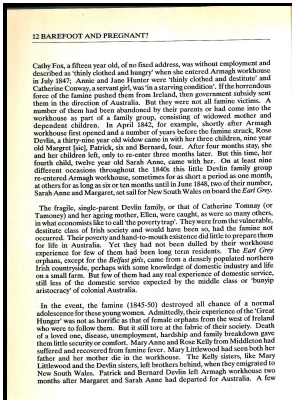 12 BAREFOOT AND PREGNANT?
Cathy Fox, a fifteen year old, of no fixed address, was without employment and
described as 'thinly clothed and hungry' when she entered Armagh workhouse
in July 1847; Annie and Jane Hunter were 'thinly clothed and destitute' and
Catherine Conway, a servant girl, was 'in a starving condition'. If the horrendous
force of the famine pushed them from Ireland, then government subsidy sent
them in the direction of Australia. But they were not all famine victims. A
number of them had been abandoned by their parents or had come into the
workhouse as part of a family group, consisting of widowed mother and
dependent children. In April 1842, for example, shortly after Armagh
workhouse first opened and a number of years before the famine struck, Rose
Devlin, a thirty-nine year old widow came in with her three children, nine year
old Margret [sic], Patrick, six and Bernard, four. After four months stay, she
and her children left, only to re-enter three months later. But this time, her
fourth child, twelve year old Sarah Anne, came with her. On at least nine
different occasions throughout the 1840s this little Devlin family group
re-entered Armagh workhouse, sometimes for as short a period as one month,
at others for as long as six or ten months until in June 1848, two of their number,
Sarah Anne and Margaret, set sail for New South Wales on board the Earl Grey.
The fragile, single-parent Devlin family, or that of Catherine Tomnay (or
Tamoney) and her ageing mother, Ellen, were caught, as were so many others,
in what economists like to call 'the poverty trap'. They were from the vulnerable,
destitute class of Irish society and would have been so, had the famine not
occurred. Their poverty and hand-to-mouth existence did little to prepare them
for life in Australia. Yet they had not been dulled by their workhouse
experience for few of them had been long term residents. The Earl Grey
orphans, except for the Belfast girls, came from a densely populated northern
Irish countryside, perhaps with some knowledge of domestic industry and life
on a small farm. But few of them had any real experience of domestic service,
still less of the domestic service expected by the middle class or 'bunyip
aristocracy' of colonial Australia.
In the event, the famine (1845-50) destroyed all chance of a normal
adolescence for these young women. Admittedly, their experience of the 'Great
Hunger' was not as horrific as that of female orphans from the west of Ireland
who were to follow them. But it still tore at the fabric of their society. Death
of a loved one, disease, unemployment, hardship and family breakdown gave
them little security or comfort. Mary Anne and Rose Kelly from Middleton had
suffered and recovered from famine fever. Mary Littlewood had seen both her
father and her mother die in the workhouse. The Kelly sisters, like Mary
Littlewood and the Devlin sisters, left brothers behind, when they emigrated to
New South Wales. Patrick and Bernard Devlin left Armagh workhouse two
months after Margaret and Sarah Anne had departed for Australia. A few